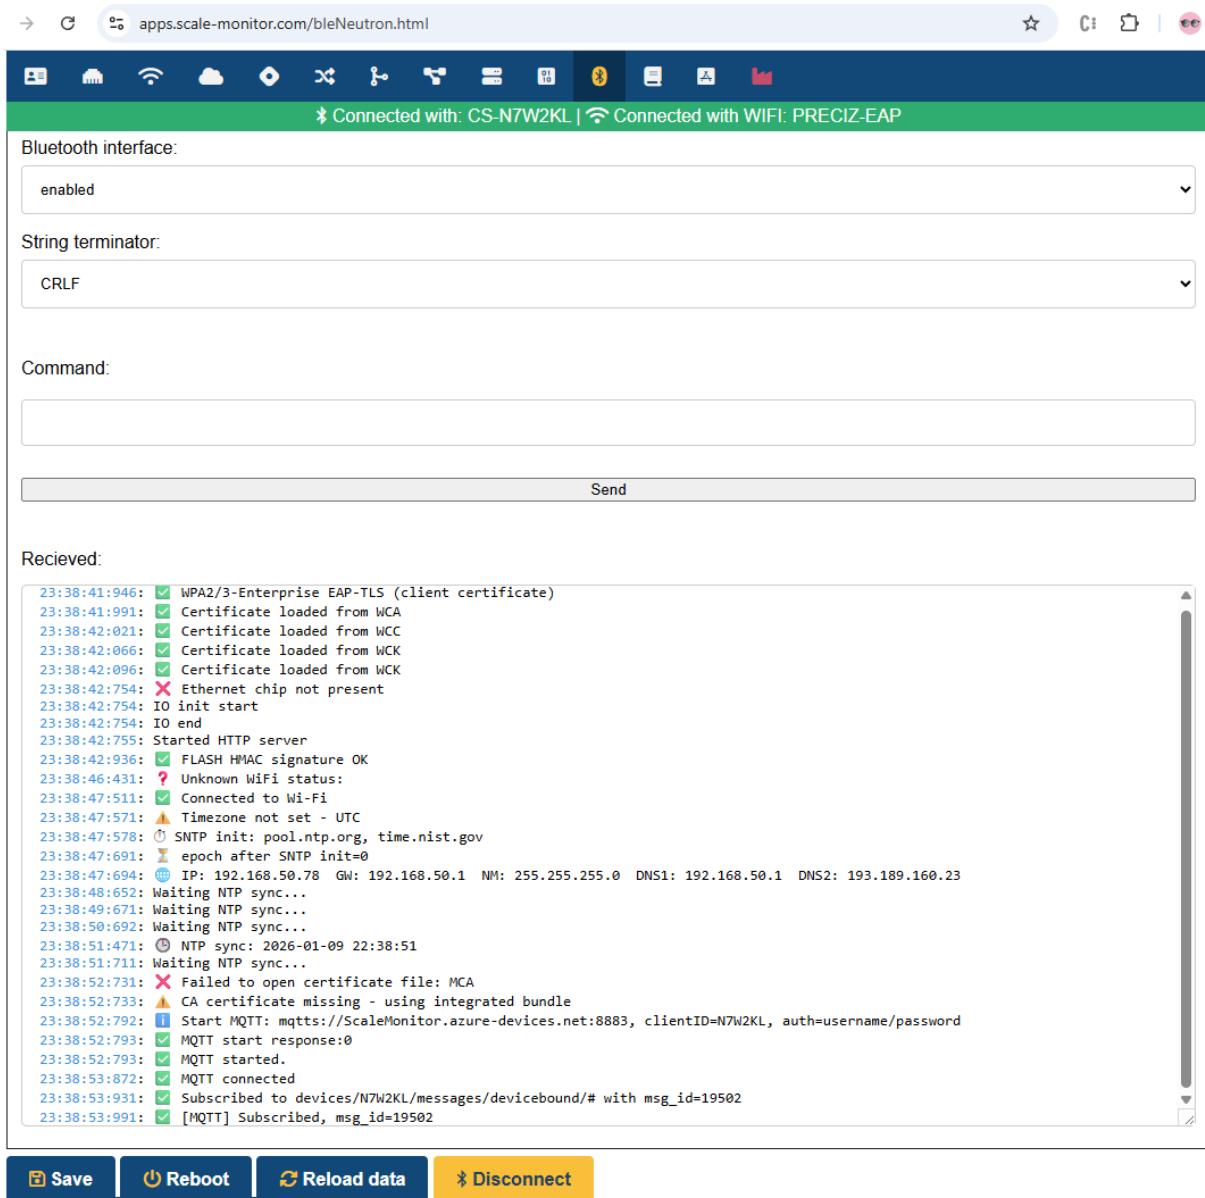 apps.scale-monitor.com/bleNeutron.html
Connected with: CS-N7W2KL | Connected with WIFI: PRECIZ-EAP
Bluetooth interface:
enabled
String terminator:
CRLF
Command:
Send
Recieved:
23:38:41:946: ✅ WPA2/3-Enterprise EAP-TLS (client certificate)
23:38:41:991: ✅ Certificate loaded from WCA
23:38:42:021: ✅ Certificate loaded from WCC
23:38:42:066: ✅ Certificate loaded from WCK
23:38:42:096: ✅ Certificate loaded from WCK
23:38:42:754: ❌ Ethernet chip not present
23:38:42:754: IO init start
23:38:42:754: IO end
23:38:42:755: Started HTTP server
23:38:42:936: ✅ FLASH HMAC signature OK
23:38:46:431: ❓ Unknown WiFi status:
23:38:47:511: ✅ Connected to Wi-Fi
23:38:47:571: ⚠️ Timezone not set - UTC
23:38:47:578: ⏱ SNTP init: pool.ntp.org, time.nist.gov
23:38:47:691: ⏳ epoch after SNTP init=0
23:38:47:694: 🌐 IP: 192.168.50.78 GW: 192.168.50.1 NM: 255.255.255.0 DNS1: 192.168.50.1 DNS2: 193.189.160.23
23:38:48:652: Waiting NTP sync...
23:38:49:671: Waiting NTP sync...
23:38:50:692: Waiting NTP sync...
23:38:51:471: 🕒 NTP sync: 2026-01-09 22:38:51
23:38:51:711: Waiting NTP sync...
23:38:52:731: ❌ Failed to open certificate file: MCA
23:38:52:733: ⚠️ CA certificate missing - using integrated bundle
23:38:52:792: ℹ️ Start MQTT: mqtts://ScaleMonitor.azure-devices.net:8883, clientID=N7W2KL, auth=username/password
23:38:52:793: ✅ MQTT start response:0
23:38:52:793: ✅ MQTT started.
23:38:53:872: ✅ MQTT connected
23:38:53:931: ✅ Subscribed to devices/N7W2KL/messages/devicebound/# with msg_id=19502
23:38:53:991: ✅ [MQTT] Subscribed, msg_id=19502
Save Reboot Reload data Disconnect